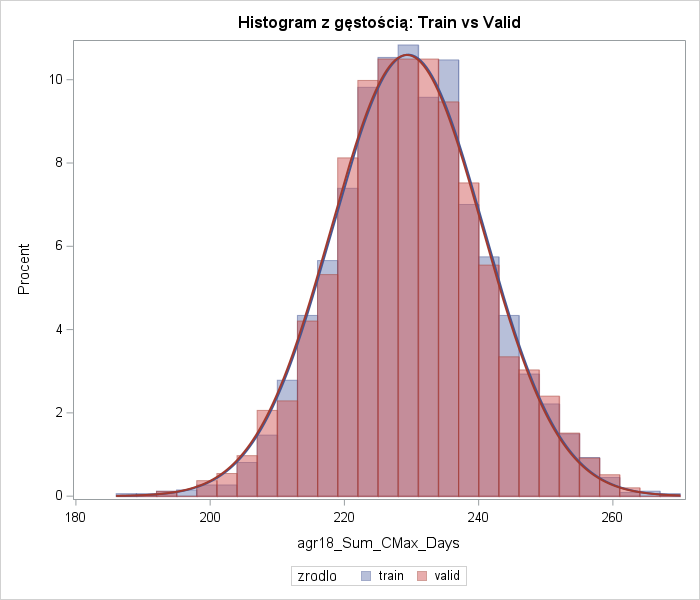 Histogram z gęstością: Train vs Valid
Procent
10
8
6
4
2
0
180
200
220
240
260
agr18_Sum_CMax_Days
zrodlo
train
valid